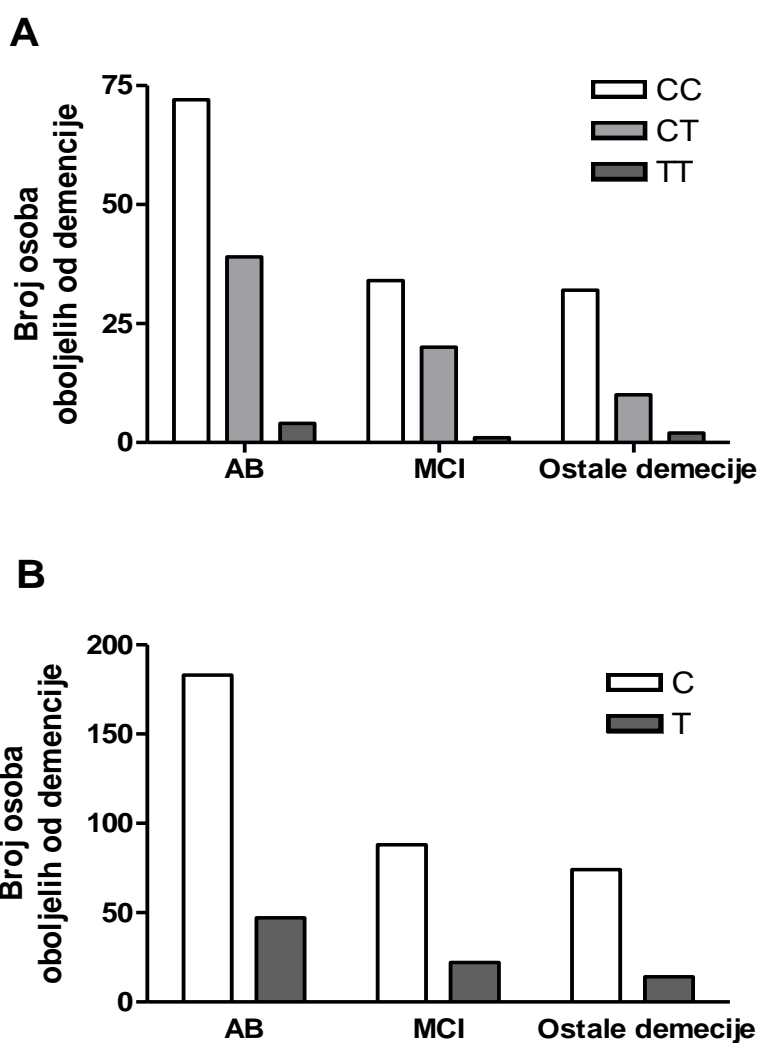 A
Broj osoba
oboljelih od demencije
75
50
25
0
CC
CT
TT
AB MCI Ostale demecije
B
Broj osoba
oboljelih od demencije
200
150
100
50
0
C
T
AB MCI Ostale demecije